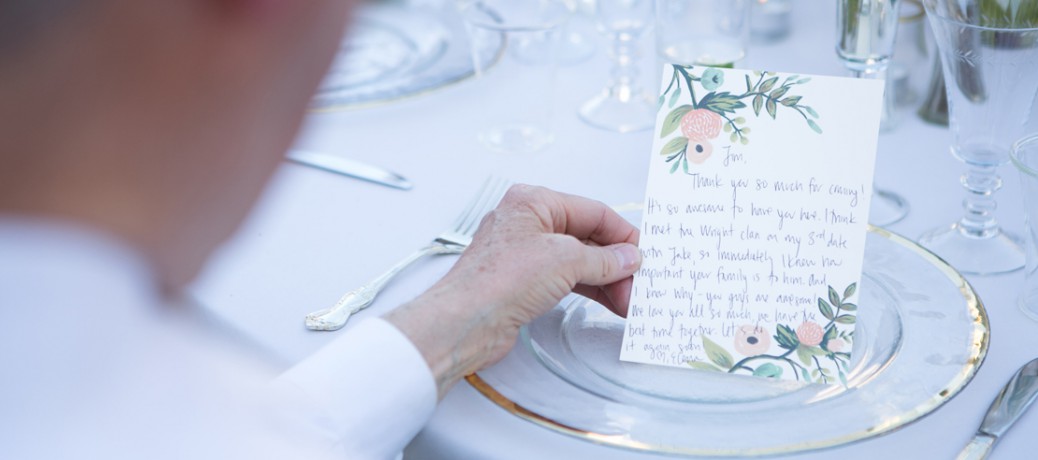 Jim,
Thank you so much for coming!
It's so awesome to have you here. I think
I met the Wright clan on my 3rd date
with Jake, so immediately I knew how
important your family is to him. and
I know why - you guys are awesome!
We love you all so much, we have the
best time together. Let's do
it again soon